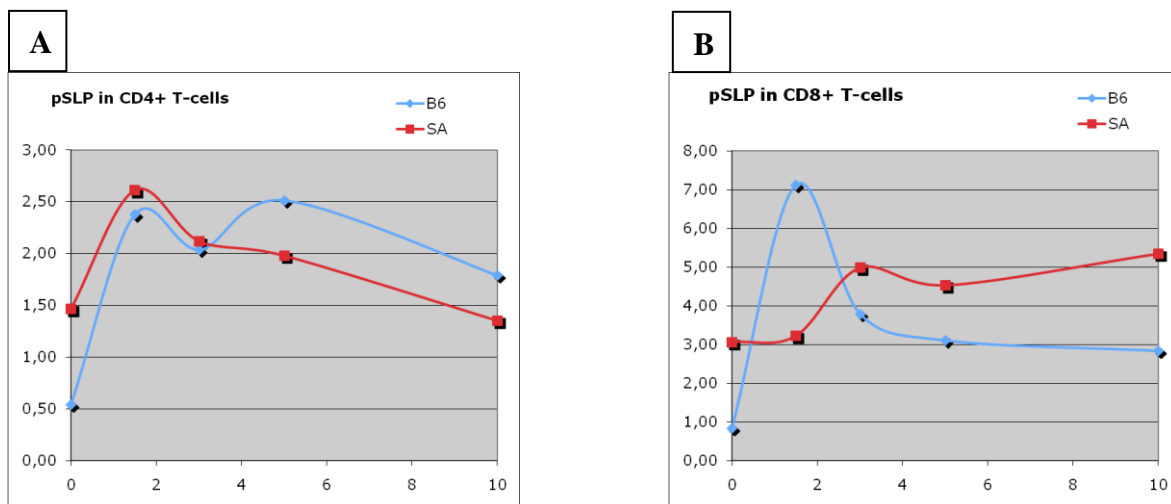 A
pSLP in CD4+ T-cells
B6
SA
3,00
2,50
2,00
1,50
1,00
0,50
0,00
0 2 4 6 8 10
B
pSLP in CD8+ T-cells
B6
SA
8,00
7,00
6,00
5,00
4,00
3,00
2,00
1,00
0,00
0 2 4 6 8 10